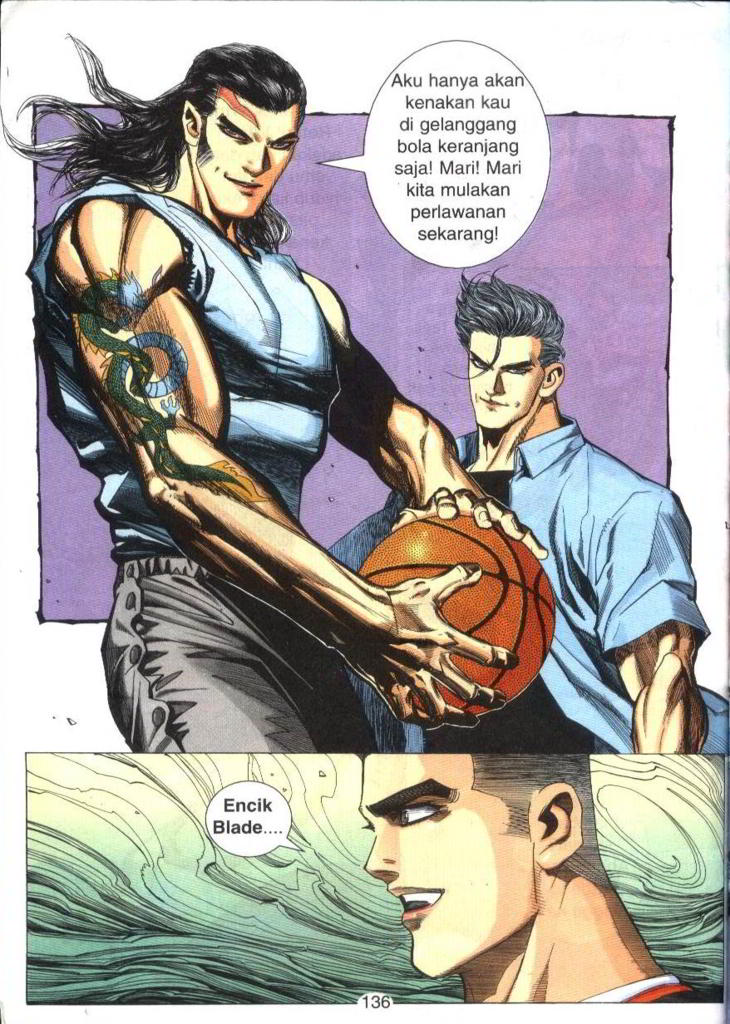 Aku hanya akan
kenakan kau
di gelanggang
bola keranjang
saja! Mari! Mari
kita mulakan
perlawanan
sekarang!
Encik
Blade....
136